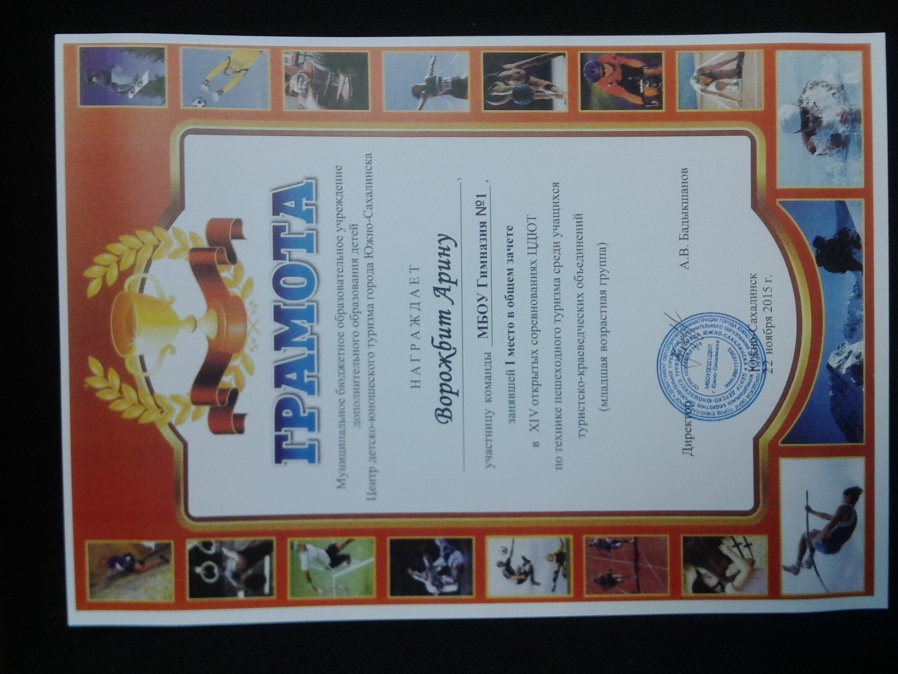 ГРАМОТА
Муниципальное бюджетное образовательное учреждение
дополнительного образования детей
Центр детско-юношеского туризма города Южно-Сахалинска
НАГРАЖДАЕТ
Ворожбит Арину,
участницу команды МБОУ Гимназия №1,
занявшей I место в общем зачете
в XIV открытых соревнованиях ЦДЮТ
по технике пешеходного туризма среди учащихся
туристско-краеведческих объединений
(младшая возрастная группа)
Директор А.В. Бадыкшанов
Южно-Сахалинск
22 ноября 2015 г.